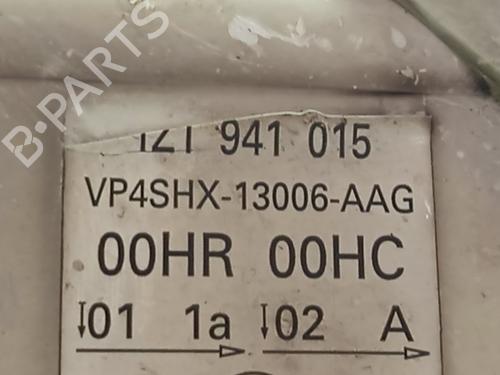 B-PARTS
1Z1 941 015
VP4SHX-13006-AAG
00HR 00HC
01 1a 02 A